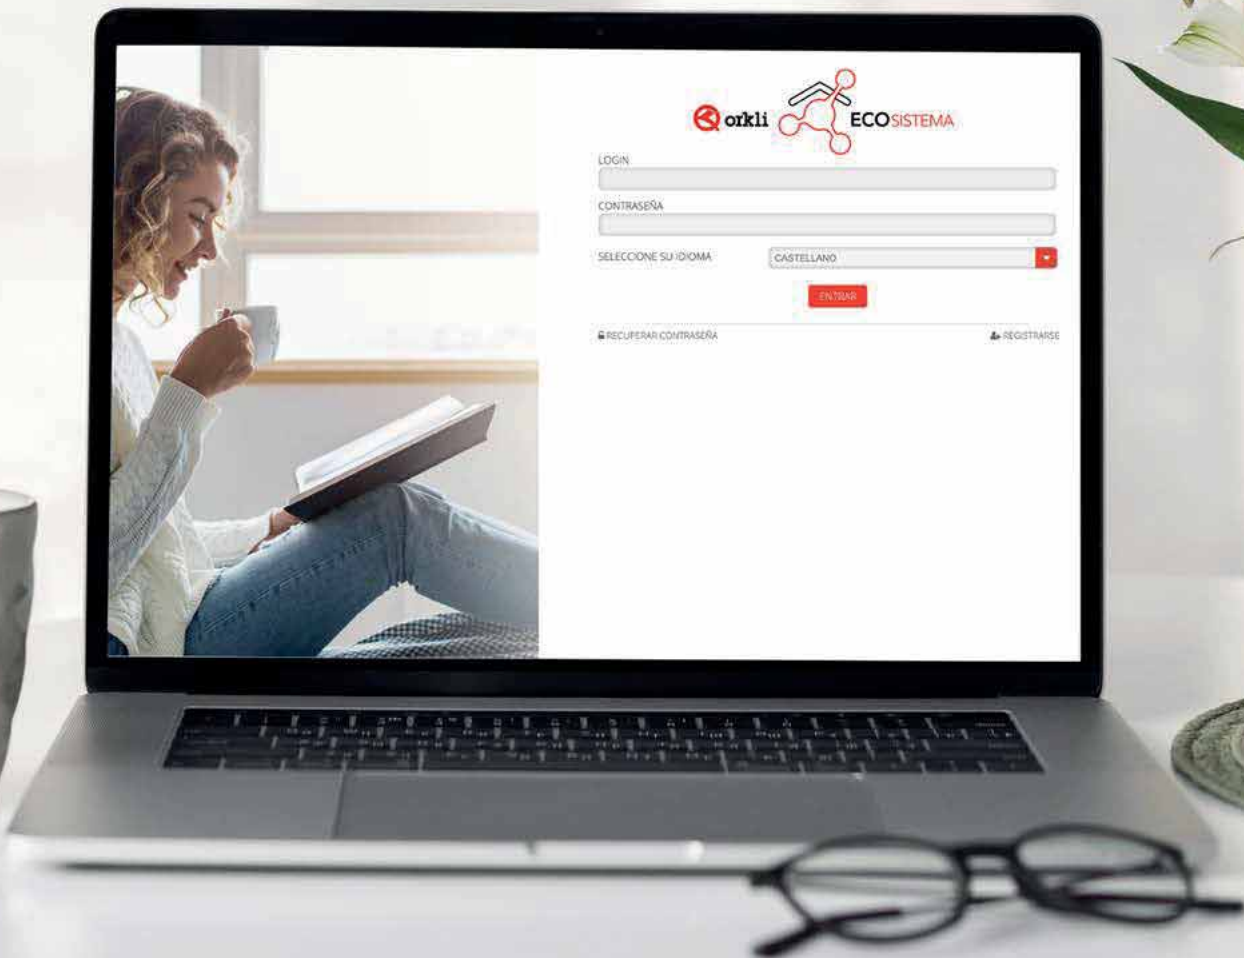 orkli ECOSISTEMA
LOGIN
CONTRASEÑA
SELECCIONE SU IDIOMA CASTELLANO
ENTRAR
RECUPERAR CONTRASEÑA REGISTRARSE